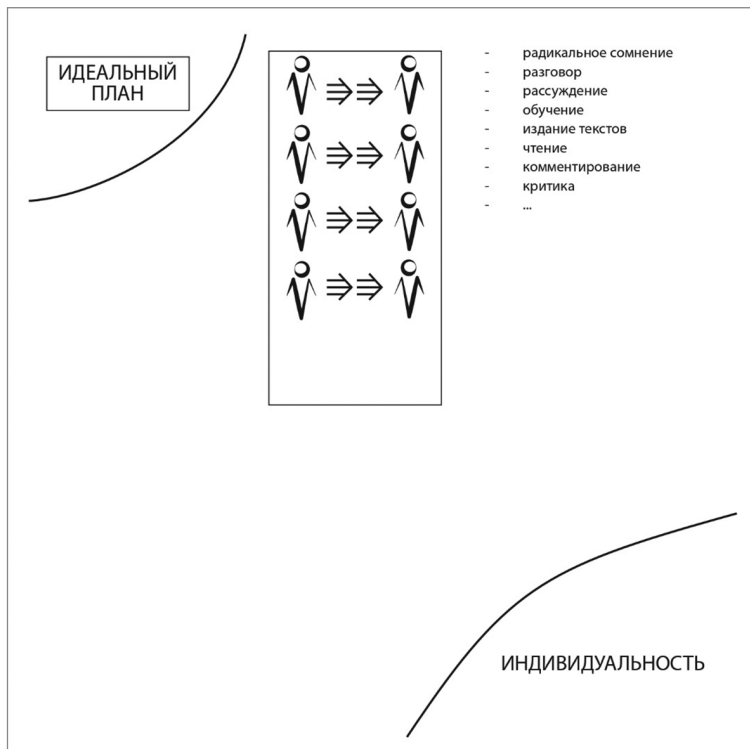 ИДЕАЛЬНЫЙ
ПЛАН
- радикальное сомнение
- разговор
- рассуждение
- обучение
- издание текстов
- чтение
- комментирование
- критика
- ...
ИНДИВИДУАЛЬНОСТЬ